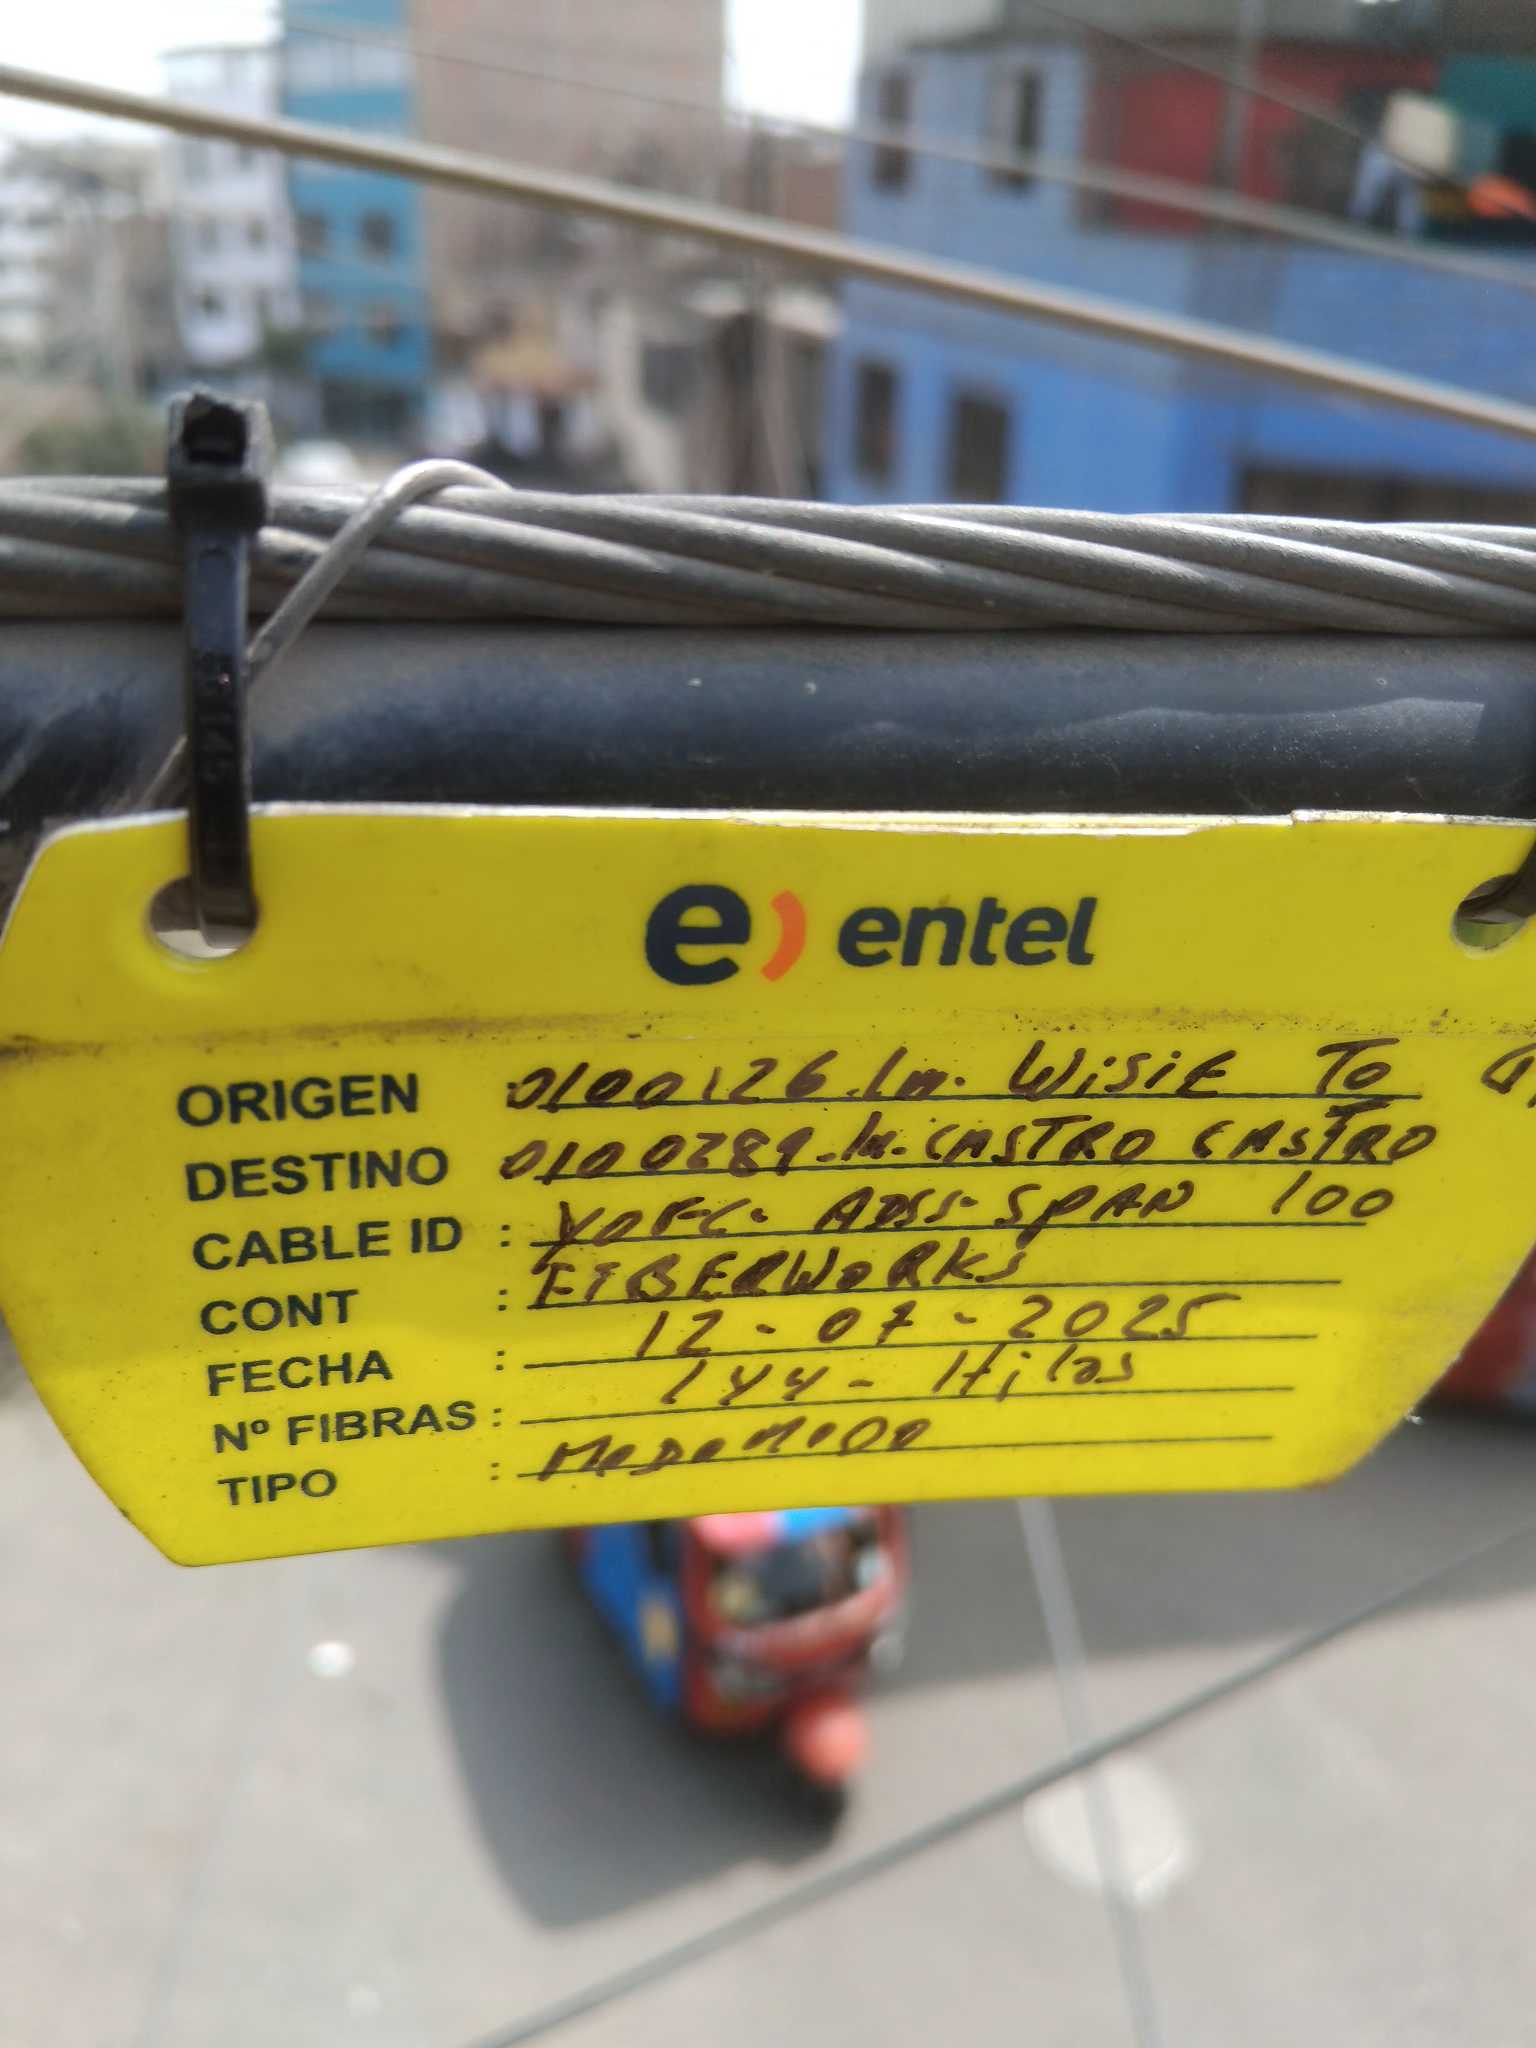 e) entel
ORIGEN 0100126.Lm. WiSiE To
DESTINO 0100289.Lm. CASTRO CASTRO
CABLE ID : YOFC- ADSS- SPAN 100
CONT : FIBERWORKS
FECHA : 12-07-2025
Nº FIBRAS : 144- Hilos
TIPO :